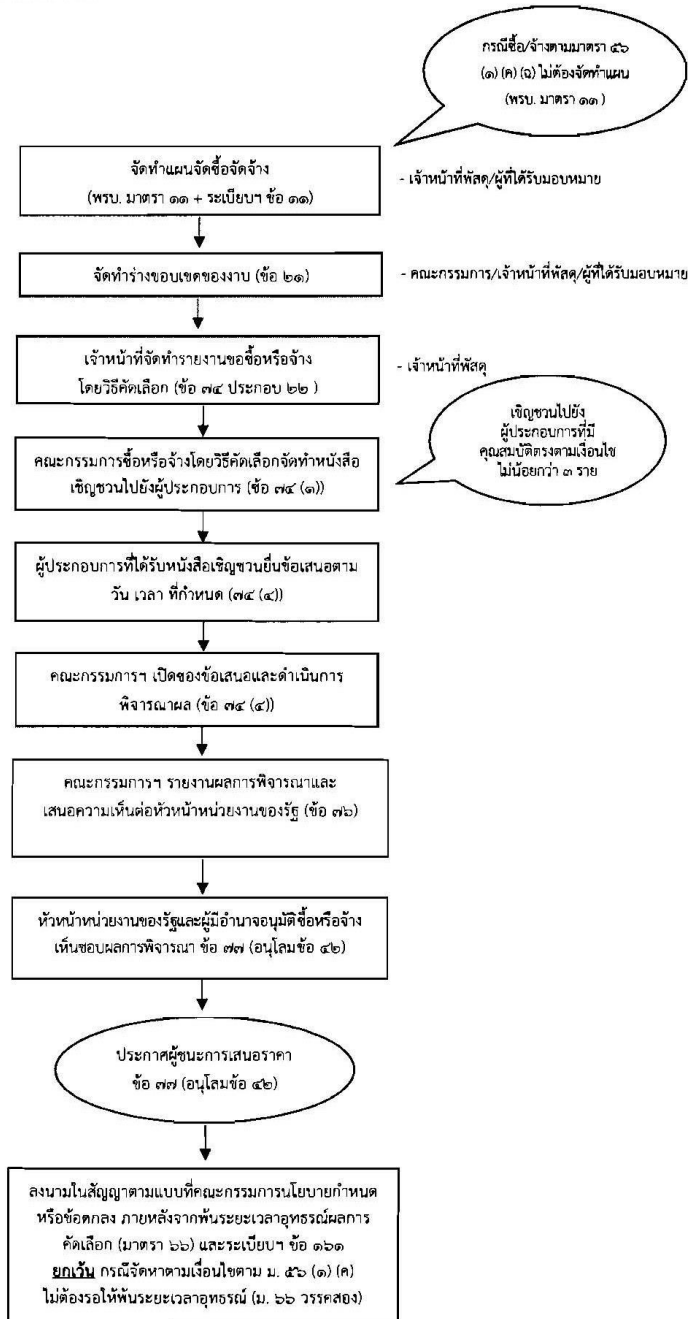 กรณีซื้อ/จ้างตามมาตรา ๕๖
(๑) (ค) (ฉ) ไม่ต้องจัดทำแผน
(พรบ. มาตรา ๑๑ )
จัดทำแผนจัดซื้อจัดจ้าง
(พรบ. มาตรา ๑๑ + ระเบียบฯ ข้อ ๑๑)
- เจ้าหน้าที่พัสดุ/ผู้ที่ได้รับมอบหมาย
จัดทำร่างขอบเขตของงาน (ข้อ ๒๑)
- คณะกรรมการ/เจ้าหน้าที่พัสดุ/ผู้ที่ได้รับมอบหมาย
เจ้าหน้าที่จัดทำรายงานขอซื้อหรือจ้าง
โดยวิธีคัดเลือก (ข้อ ๗๔ ประกอบ ๒๒ )
- เจ้าหน้าที่พัสดุ
เชิญชวนไปยัง
ผู้ประกอบการที่มี
คุณสมบัติตรงตามเงื่อนไข
ไม่น้อยกว่า ๓ ราย
คณะกรรมการซื้อหรือจ้างโดยวิธีคัดเลือกจัดทำหนังสือ
เชิญชวนไปยังผู้ประกอบการ (ข้อ ๗๔ (๑))
ผู้ประกอบการที่ได้รับหนังสือเชิญชวนยื่นข้อเสนอตาม
วัน เวลา ที่กำหนด (๗๔ (๔))
คณะกรรมการฯ เปิดซองข้อเสนอและดำเนินการ
พิจารณาผล (ข้อ ๗๔ (๔))
คณะกรรมการฯ รายงานผลการพิจารณาและ
เสนอความเห็นต่อหัวหน้าหน่วยงานของรัฐ (ข้อ ๗๖)
หัวหน้าหน่วยงานของรัฐและผู้มีอำนาจอนุมัติซื้อหรือจ้าง
เห็นชอบผลการพิจารณา ข้อ ๗๗ (อนุโลมข้อ ๔๒)
ประกาศผู้ชนะการเสนอราคา
ข้อ ๗๗ (อนุโลมข้อ ๔๒)
ลงนามในสัญญาตามแบบที่คณะกรรมการนโยบายกำหนด
หรือข้อตกลง ภายหลังจากพ้นระยะเวลาอุทธรณ์ผลการ
คัดเลือก (มาตรา ๖๖) และระเบียบฯ ข้อ ๑๖๑
ยกเว้น กรณีจัดหาตามเงื่อนไขตาม ม. ๕๖ (๑) (ค)
ไม่ต้องรอให้พ้นระยะเวลาอุทธรณ์ (ม. ๖๖ วรรคสอง)